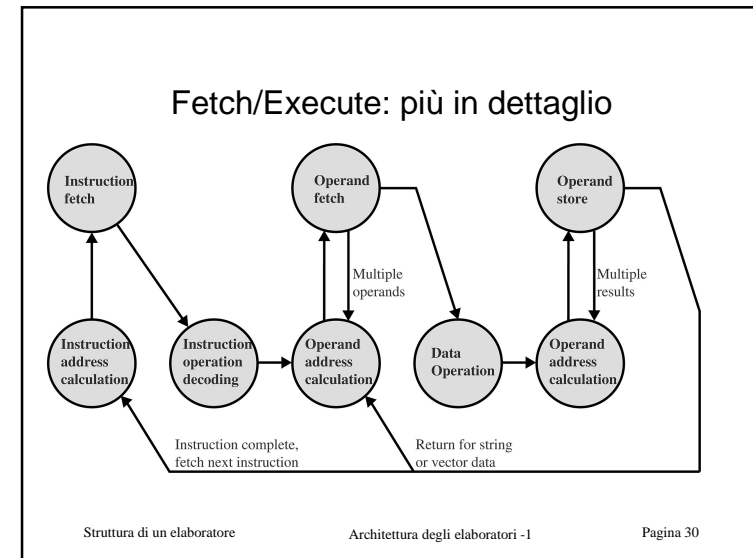 Fetch/Execute: più in dettaglio
Instruction
fetch
Operand
fetch
Operand
store
Multiple
operands
Multiple
results
Instruction
address
calculation
Instruction
operation
decoding
Operand
address
calculation
Data
Operation
Operand
address
calculation
Instruction complete,
fetch next instruction
Return for string
or vector data
Struttura di un elaboratore
Architettura degli elaboratori -1
Pagina 30